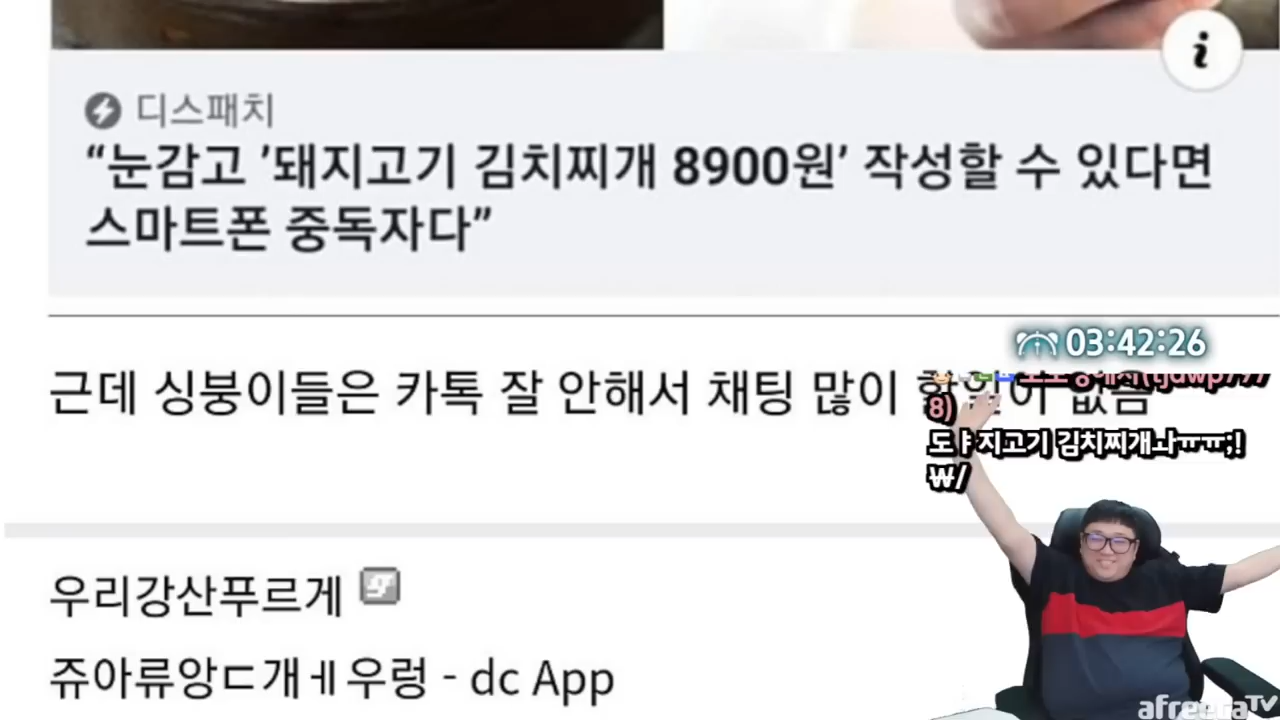 디스패치
“눈감고 '돼지고기 김치찌개 8900원' 작성할 수 있다면
스마트폰 중독자다”
03:42:26
근데 싱붕이들은 카톡 잘 안해서 채팅 많이 없음
8)
도ㅑ지고기 김치찌개놔ㅠㅠ;!
₩/
우리강산푸르게
쥬아류앙ㄷ개ㅔ우렁 - dc App
afreecaTV